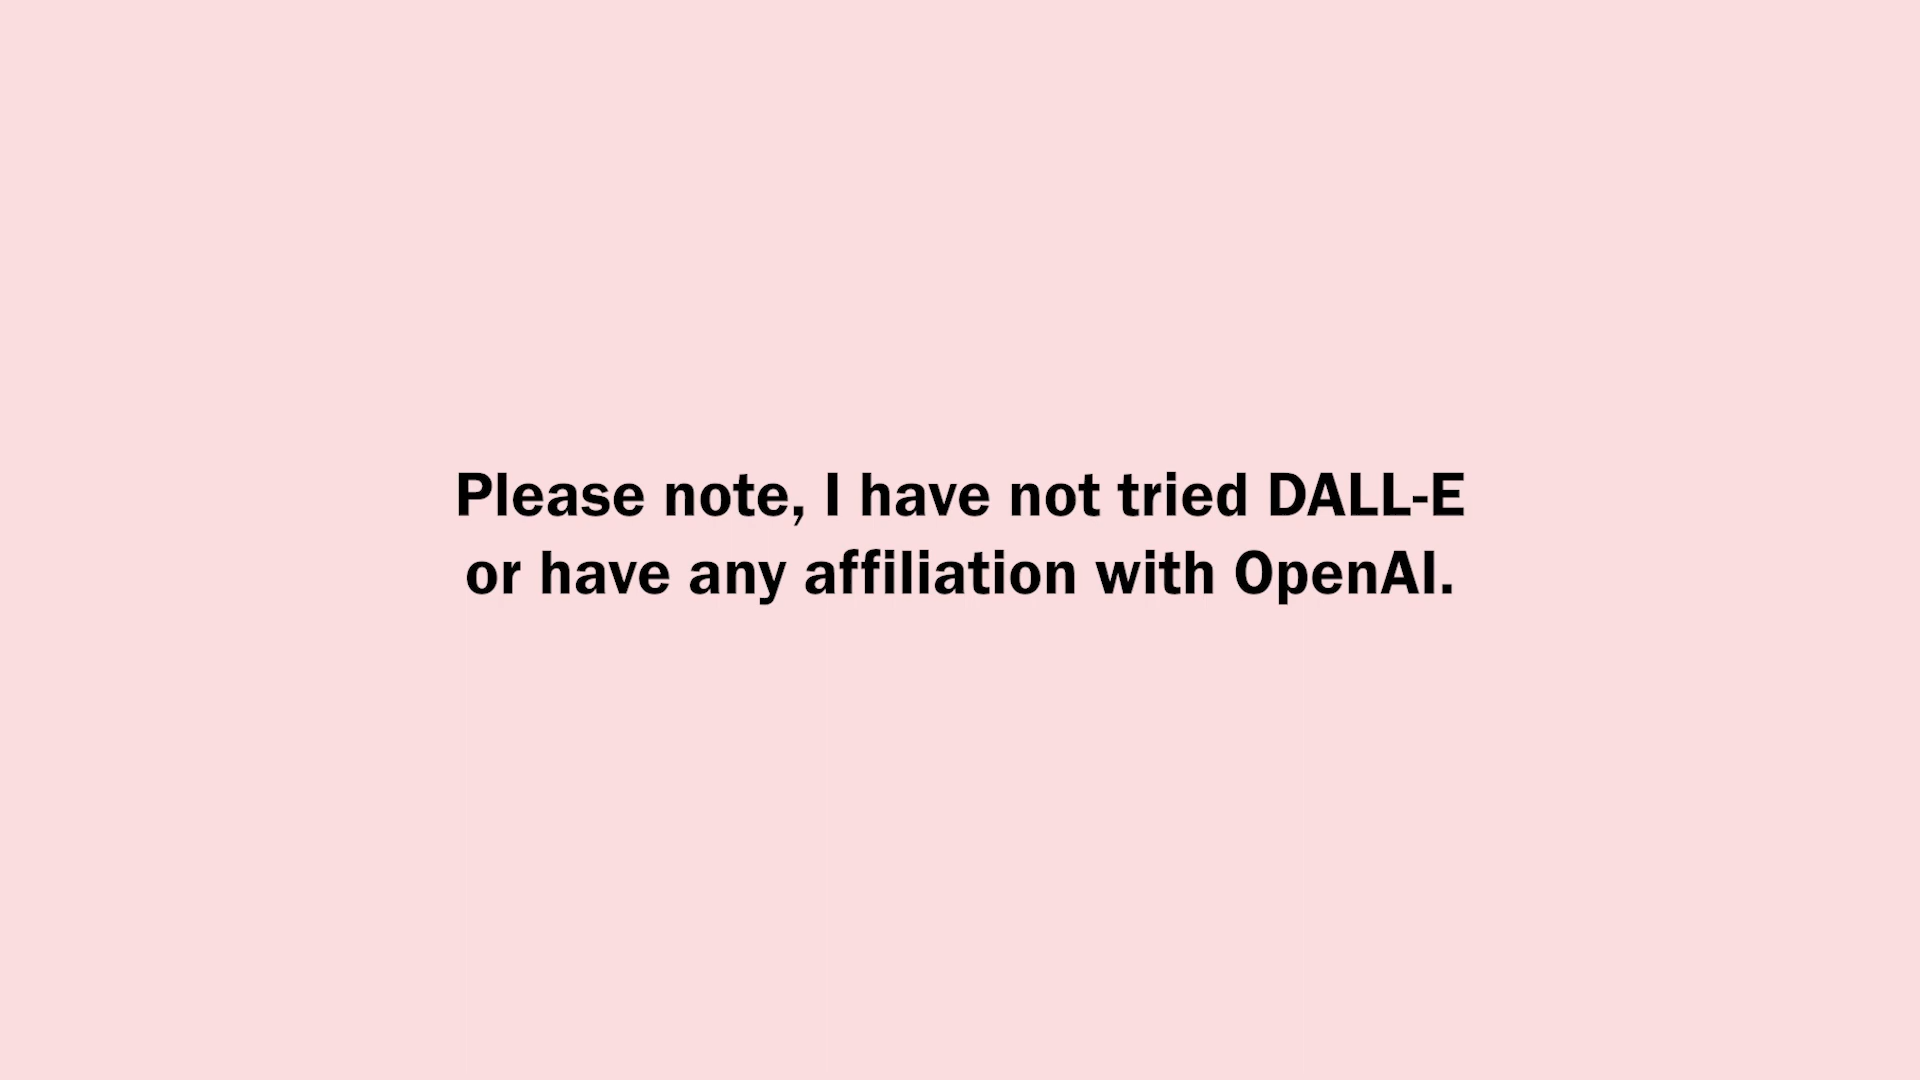 Please note, I have not tried DALL-E
or have any affiliation with OpenAI.